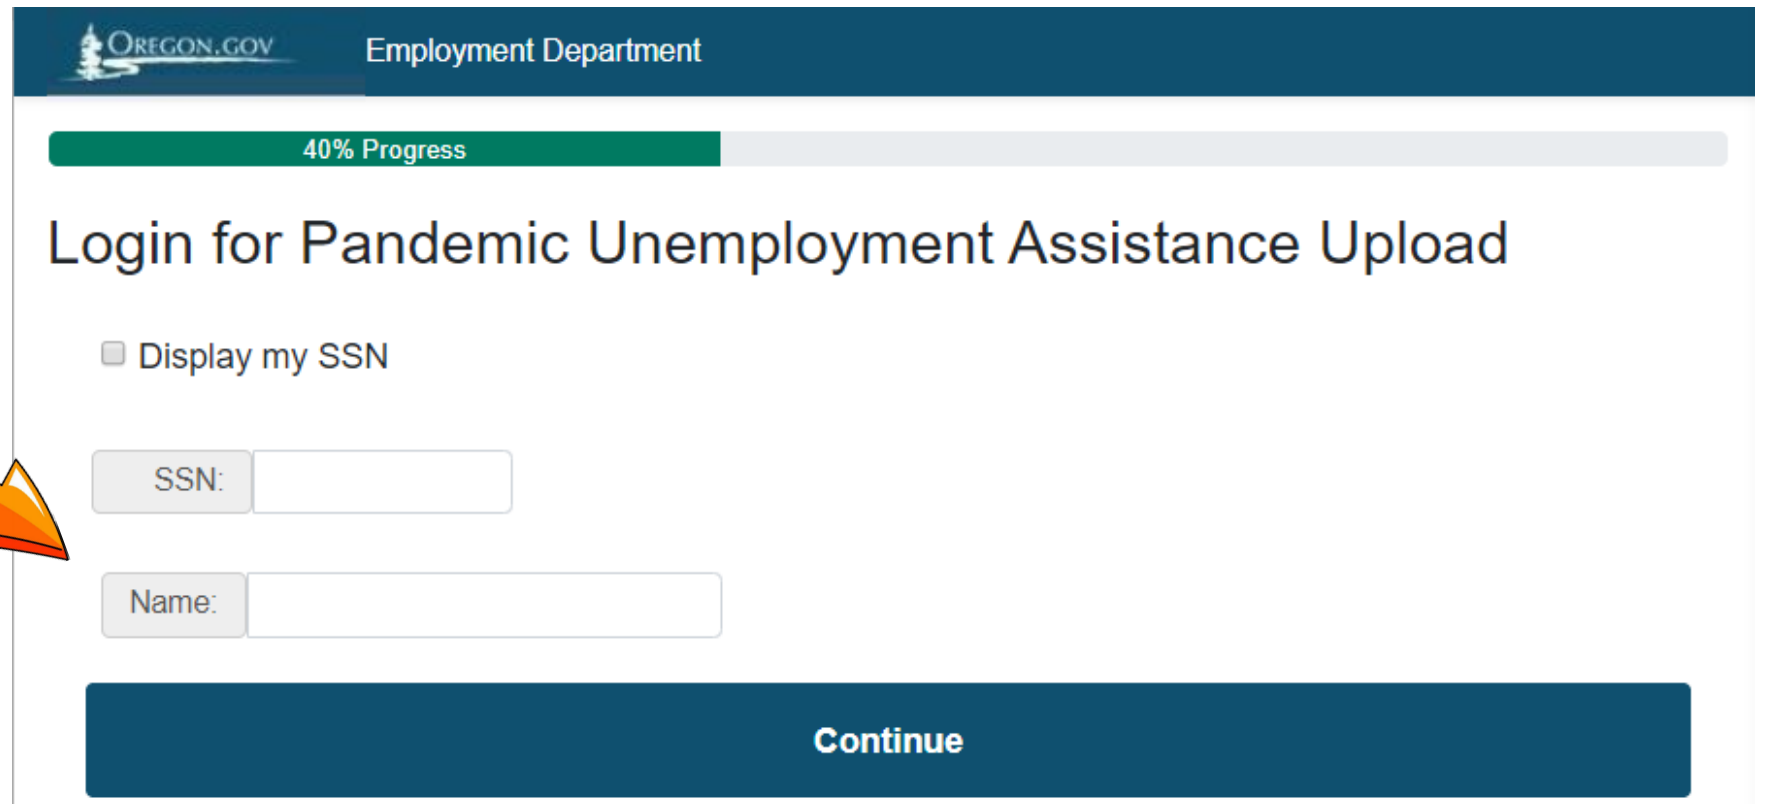 OREGON.GOV Employment Department
40% Progress
Login for Pandemic Unemployment Assistance Upload
Display my SSN
SSN:
Name:
Continue